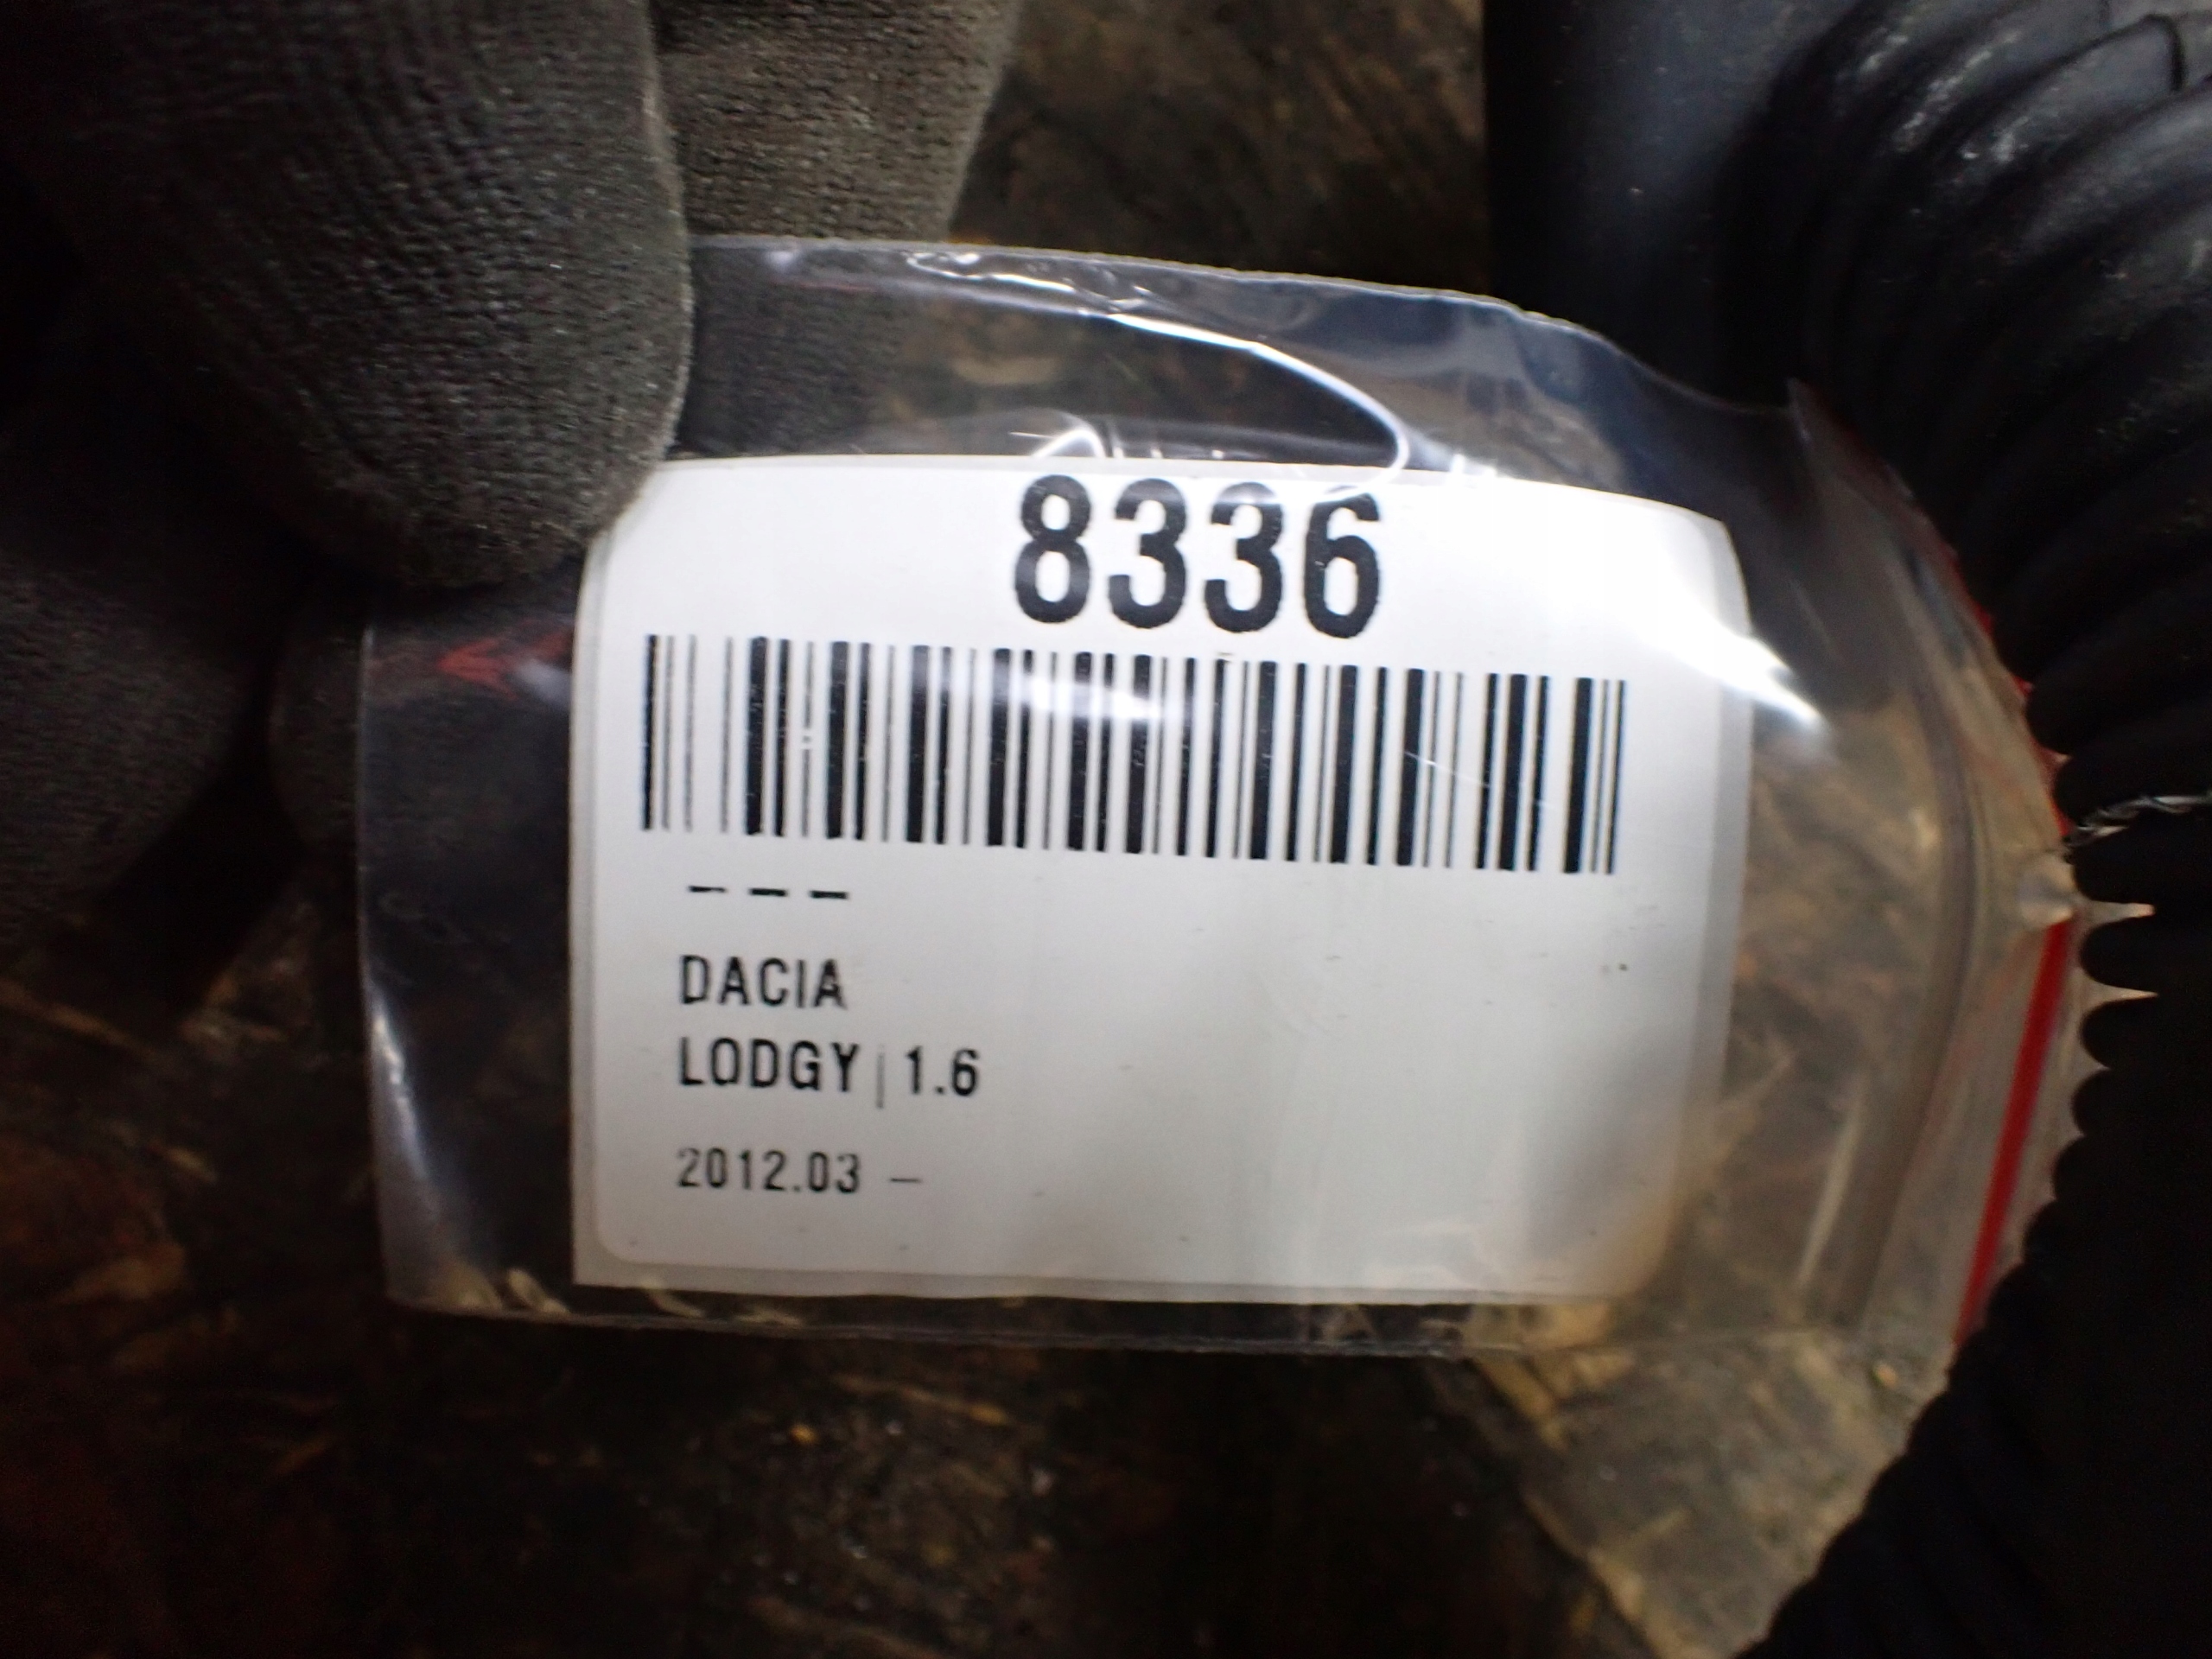 8336
---
DACIA
LODGY | 1.6
2012.03 -